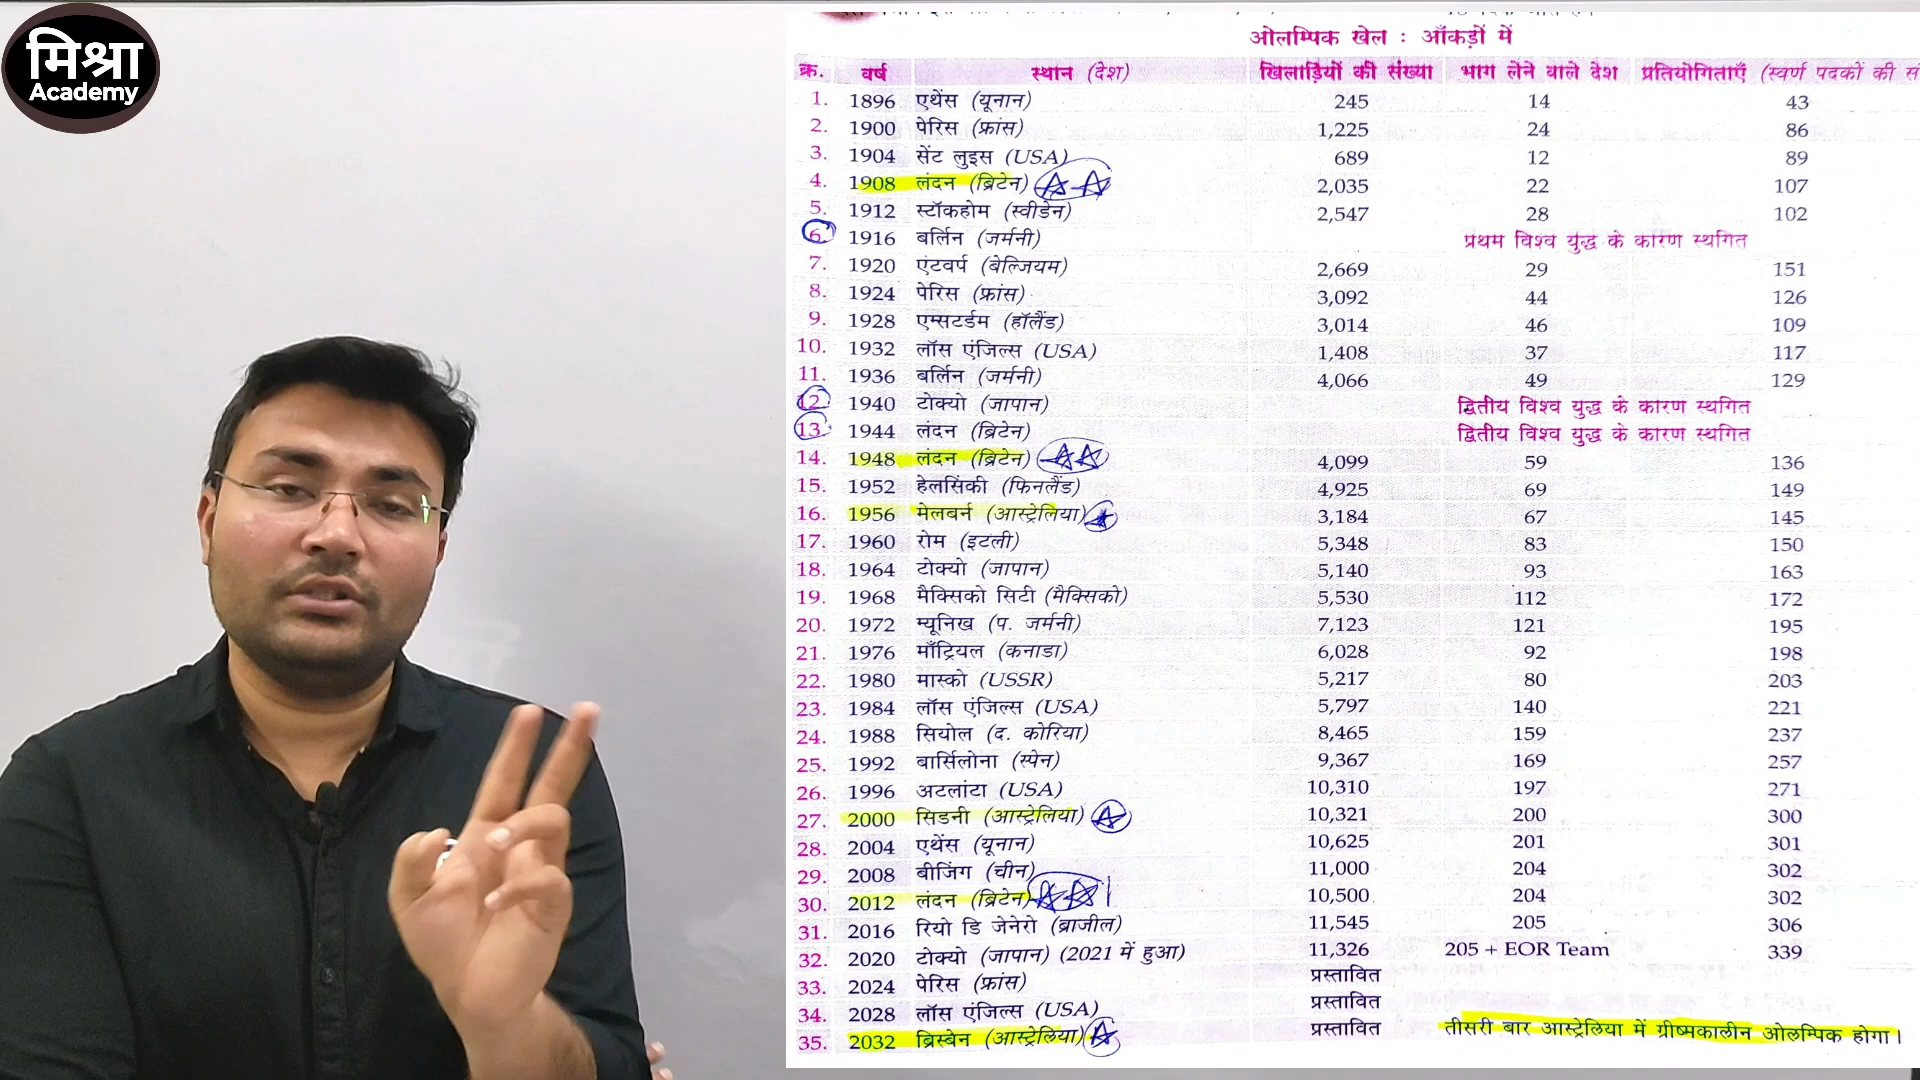 मिश्रा
Academy
ओलम्पिक खेल : आँकड़ों में
क्र. वर्ष स्थान (देश) खिलाड़ियों की संख्या भाग लेने वाले देश प्रतियोगिताएँ (स्वर्ण पदकों की
1. 1896 एथेंस (यूनान) 245 14 43
2. 1900 पेरिस (फ्रांस) 1,225 24 86
3. 1904 सेंट लुइस (USA) 689 12 89
4. 1908 लंदन (ब्रिटेन) 2,035 22 107
5. 1912 स्टॉकहोम (स्वीडेन) 2,547 28 102
6. 1916 बर्लिन (जर्मनी) प्रथम विश्व युद्ध के कारण स्थगित
7. 1920 एंटवर्प (बेल्जियम) 2,669 29 151
8. 1924 पेरिस (फ्रांस) 3,092 44 126
9. 1928 एम्सटर्डम (हॉलैंड) 3,014 46 109
10. 1932 लॉस एंजिल्स (USA) 1,408 37 117
11. 1936 बर्लिन (जर्मनी) 4,066 49 129
12. 1940 टोक्यो (जापान) द्वितीय विश्व युद्ध के कारण स्थगित
13. 1944 लंदन (ब्रिटेन) द्वितीय विश्व युद्ध के कारण स्थगित
14. 1948 लंदन (ब्रिटेन) 4,099 59 136
15. 1952 हेलसिंकी (फिनलैंड) 4,925 69 149
16. 1956 मेलबर्न (आस्ट्रेलिया) 3,184 67 145
17. 1960 रोम (इटली) 5,348 83 150
18. 1964 टोक्यो (जापान) 5,140 93 163
19. 1968 मैक्सिको सिटी (मैक्सिको) 5,530 112 172
20. 1972 म्यूनिख (प. जर्मनी) 7,123 121 195
21. 1976 माँट्रियल (कनाडा) 6,028 92 198
22. 1980 मास्को (USSR) 5,217 80 203
23. 1984 लॉस एंजिल्स (USA) 5,797 140 221
24. 1988 सियोल (द. कोरिया) 8,465 159 237
25. 1992 बार्सिलोना (स्पेन) 9,367 169 257
26. 1996 अटलांटा (USA) 10,310 197 271
27. 2000 सिडनी (आस्ट्रेलिया) 10,321 200 300
28. 2004 एथेंस (यूनान) 10,625 201 301
29. 2008 बीजिंग (चीन) 11,000 204 302
30. 2012 लंदन (ब्रिटेन) 10,500 204 302
31. 2016 रियो डि जेनेरो (ब्राजील) 11,545 205 306
32. 2020 टोक्यो (जापान) (2021 में हुआ) 11,326 205 + EOR Team 339
33. 2024 पेरिस (फ्रांस) प्रस्तावित
34. 2028 लॉस एंजिल्स (USA) प्रस्तावित
35. 2032 ब्रिस्बेन (आस्ट्रेलिया) प्रस्तावित तीसरी बार आस्ट्रेलिया में ग्रीष्मकालीन ओलम्पिक होगा।